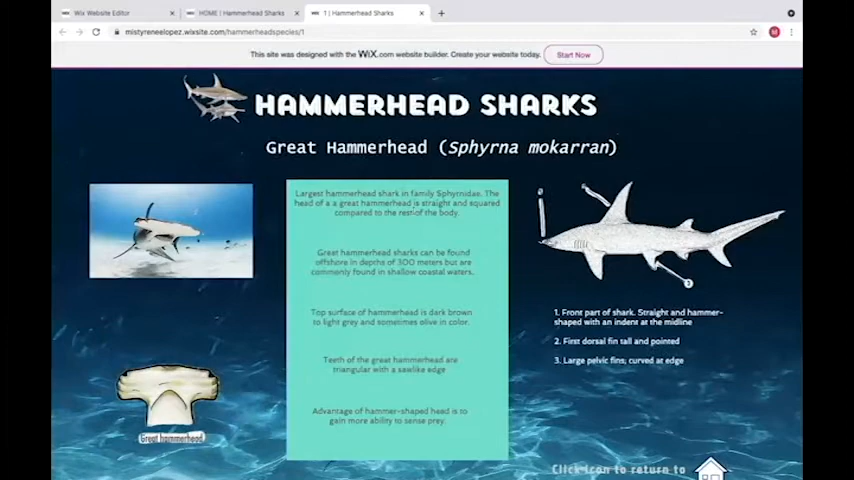 Wix Website Editor
HOME | Hammerhead Sharks
1 | Hammerhead Sharks
mistyreneelopez.wixsite.com/hammerheadspecies/1
This site was designed with the WiX.com website builder. Create your website today.
Start Now
HAMMERHEAD SHARKS
Great Hammerhead (Sphyrna mokarran)
Largest hammerhead shark in family Sphyrnidae. The
head of a a great hammerhead is straight and squared
compared to the rest of the body.
Great hammerhead sharks can be found
offshore in depths of 300 meters but are
commonly found in shallow coastal waters.
Top surface of hammerhead is dark brown
to light grey and sometimes olive in color.
Teeth of the great hammerhead are
triangular with a sawlike edge
Advantage of hammer-shaped head is to
gain more ability to sense prey.
1. Front part of shark. Straight and hammer-
shaped with an indent at the midline
2. First dorsal fin tall and pointed
3. Large pelvic fins; curved at edge
Great hammerhead
Click icon to return to